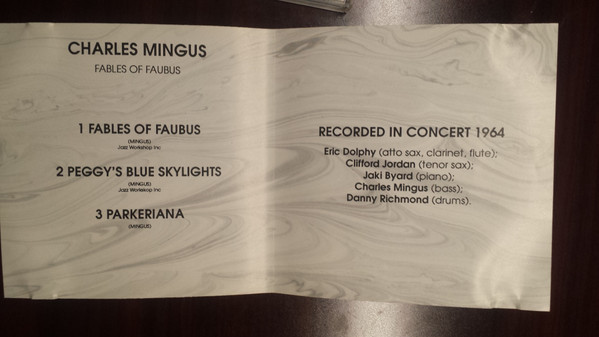 CHARLES MINGUS
FABLES OF FAUBUS
1 FABLES OF FAUBUS
(MINGUS)
Jazz Workshop Inc
2 PEGGY'S BLUE SKYLIGHTS
(MINGUS)
Jazz Workshop Inc
3 PARKERIANA
(MINGUS)
RECORDED IN CONCERT 1964
Eric Dolphy (atto sax, clarinet, flute);
Clifford Jordan (tenor sax);
Jaki Byard (piano);
Charles Mingus (bass);
Danny Richmond (drums).